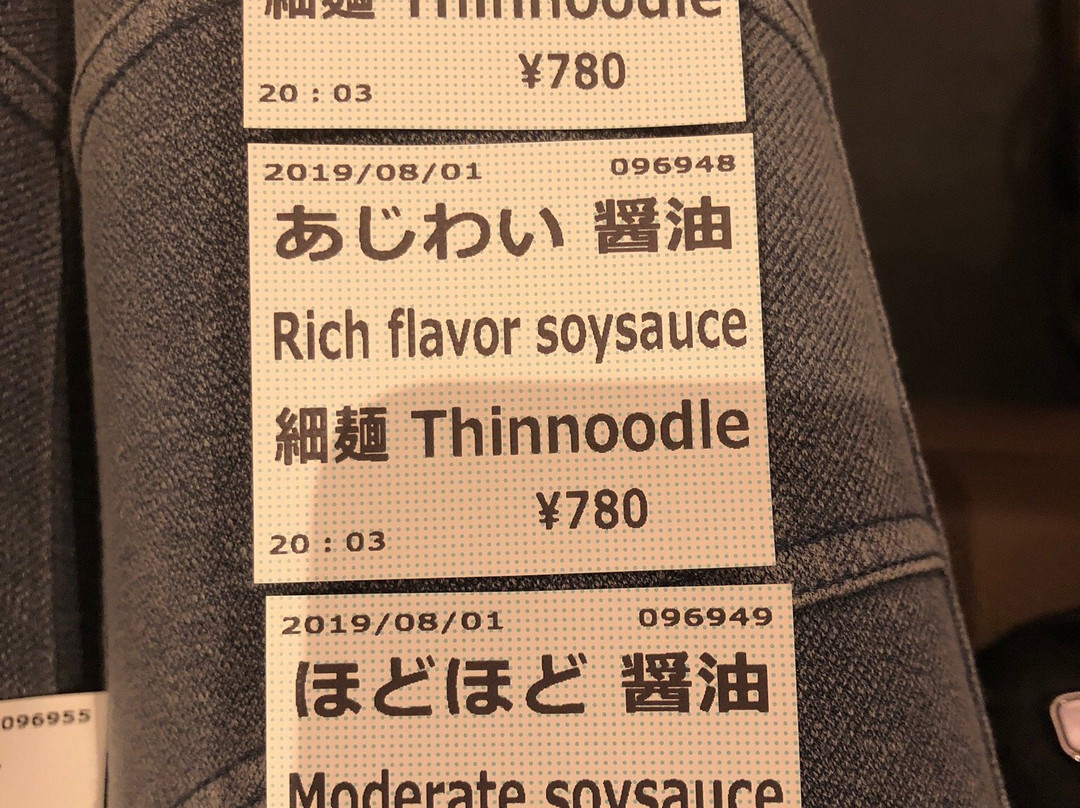 細麺 Thinnoodle
¥780
20 : 03
2019/08/01 096948
あじわい 醤油
Rich flavor soysauce
細麺 Thinnoodle
¥780
20 : 03
2019/08/01 096949
ほどほど 醤油
Moderate soysauce
096955